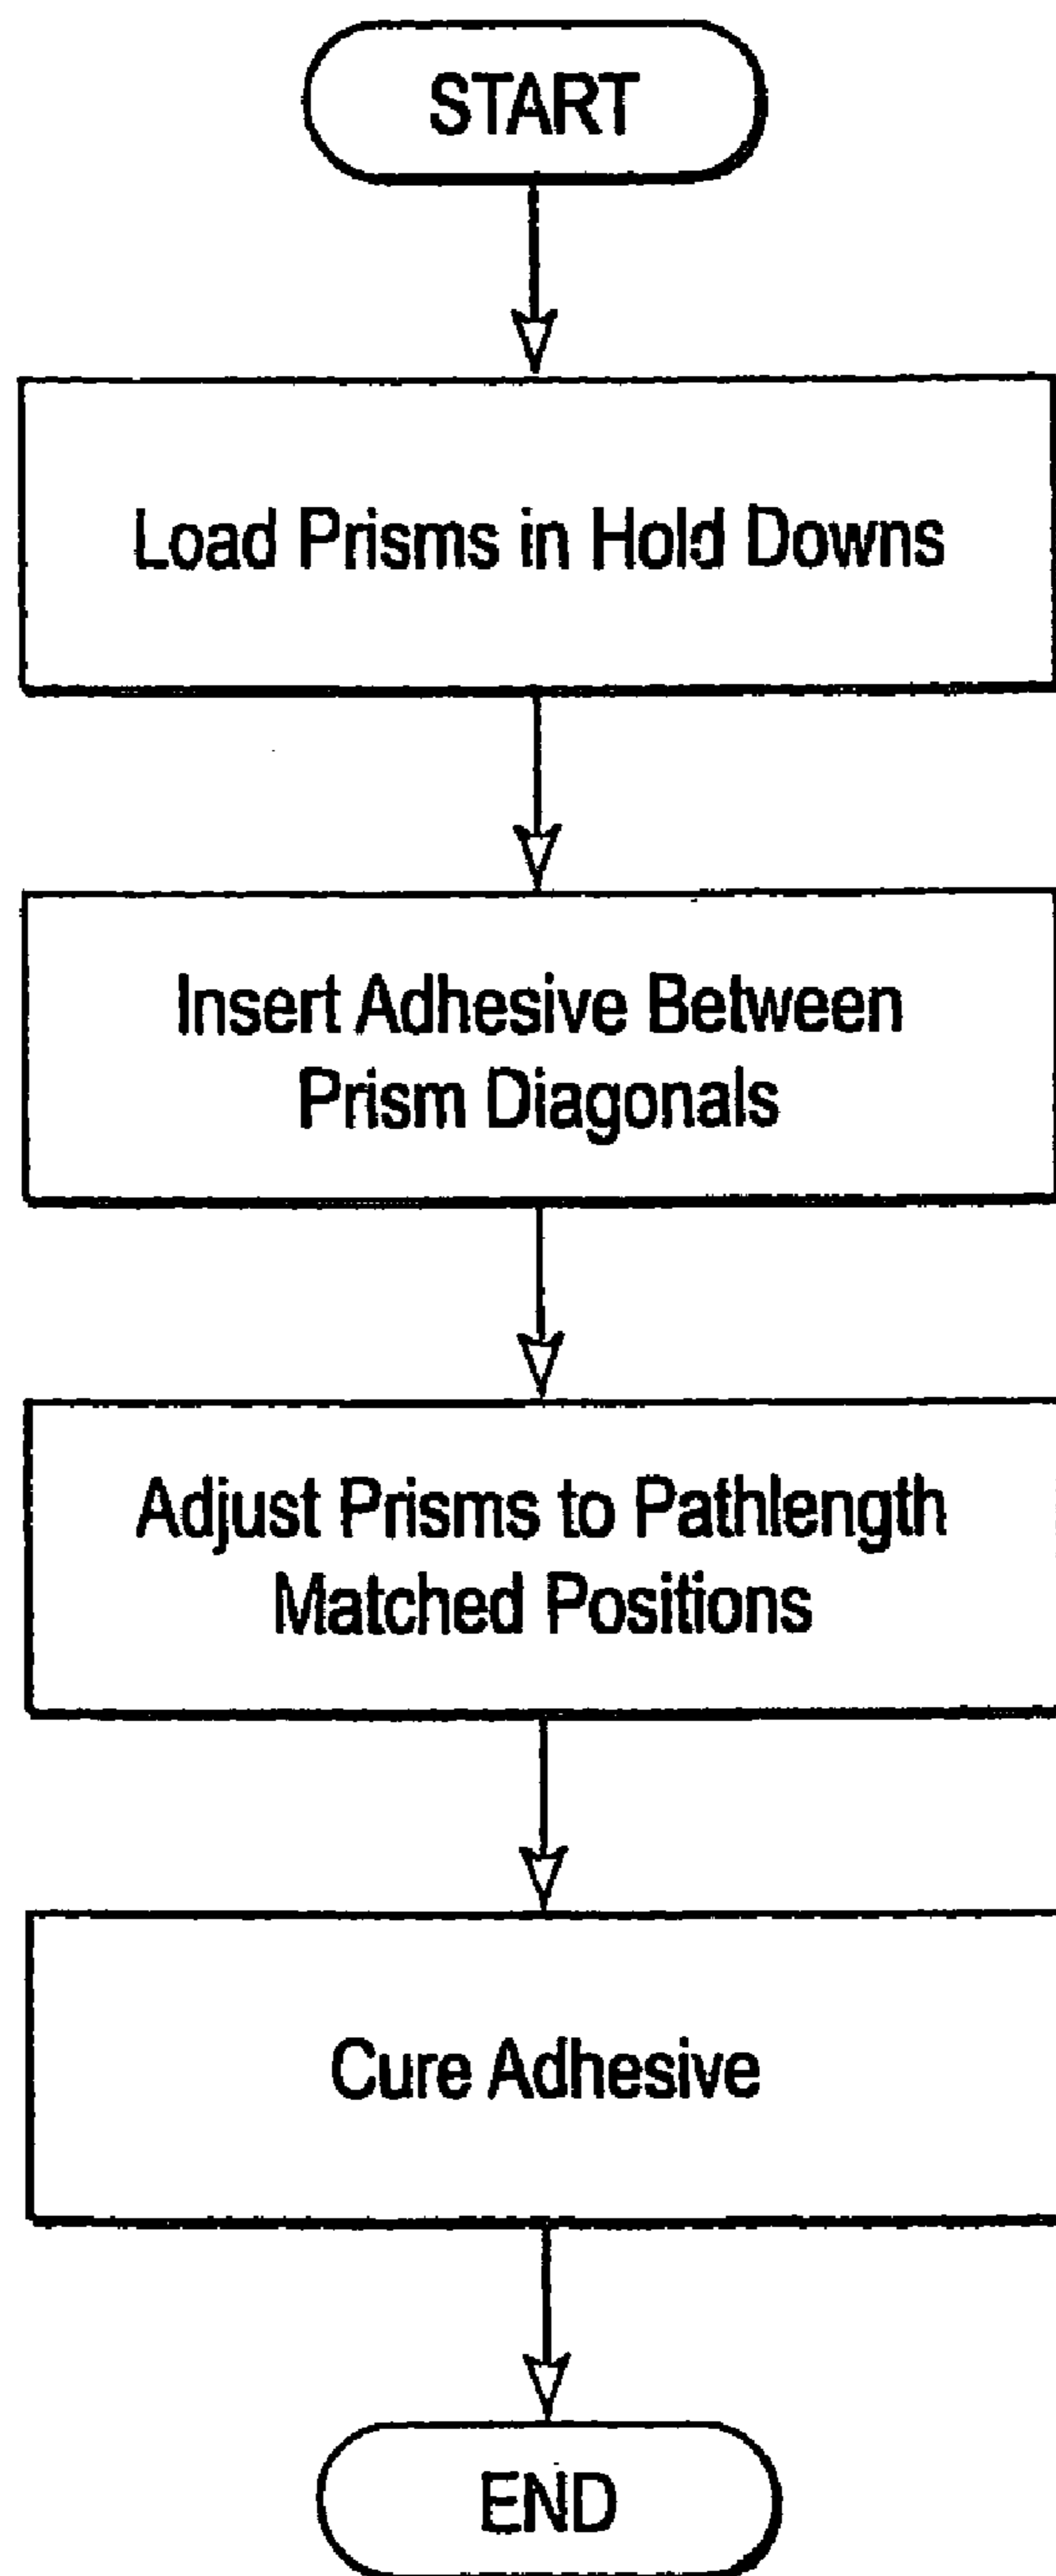 START
Load Prisms in Hold Downs
Insert Adhesive Between
Prism Diagonals
Adjust Prisms to Pathlength
Matched Positions
Cure Adhesive
END